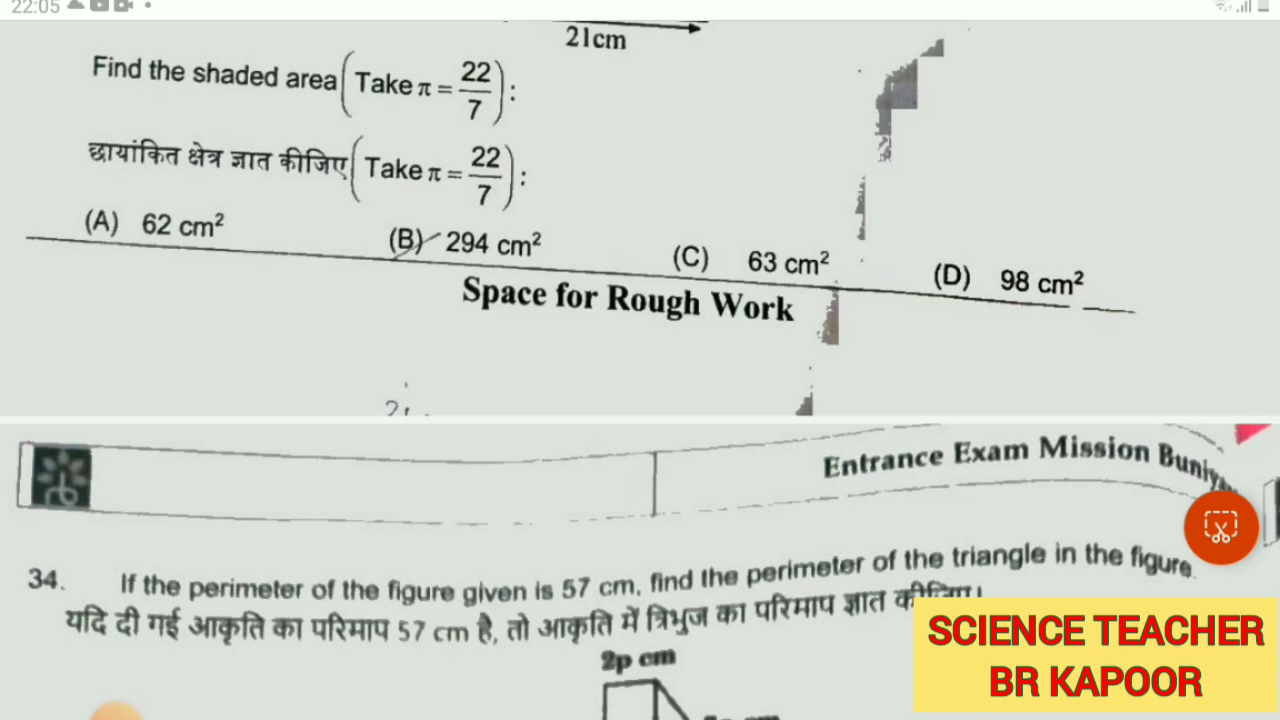 22:05
21cm
Find the shaded area (Take π = 22/7) :
छायांकित क्षेत्र ज्ञात कीजिए (Take π = 22/7) :
(A) 62 cm² (B) 294 cm² (C) 63 cm² (D) 98 cm²
Space for Rough Work
Entrance Exam Mission
34. If the perimeter of the figure given is 57 cm, find the perimeter of the triangle in the figure.
यदि दी गई आकृति का परिमाप 57 cm है, तो आकृति में त्रिभुज का परिमाप ज्ञात कीजिए।
2p cm
SCIENCE TEACHER
BR KAPOOR